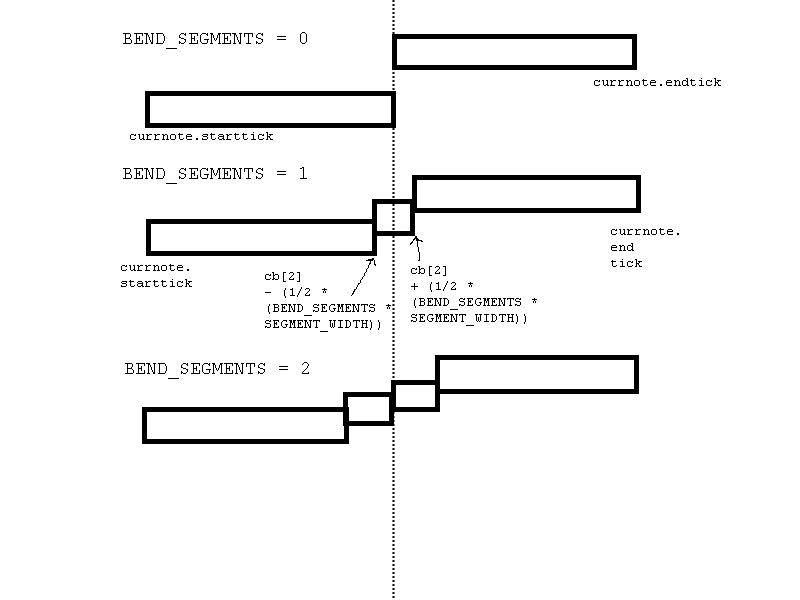 BEND_SEGMENTS = 0
currnote.endtick
currnote.starttick
BEND_SEGMENTS = 1
currnote.
end
tick
currnote.
starttick
cb[2]
- (1/2 *
(BEND_SEGMENTS *
SEGMENT_WIDTH))
cb[2]
+ (1/2 *
(BEND_SEGMENTS *
SEGMENT_WIDTH))
BEND_SEGMENTS = 2